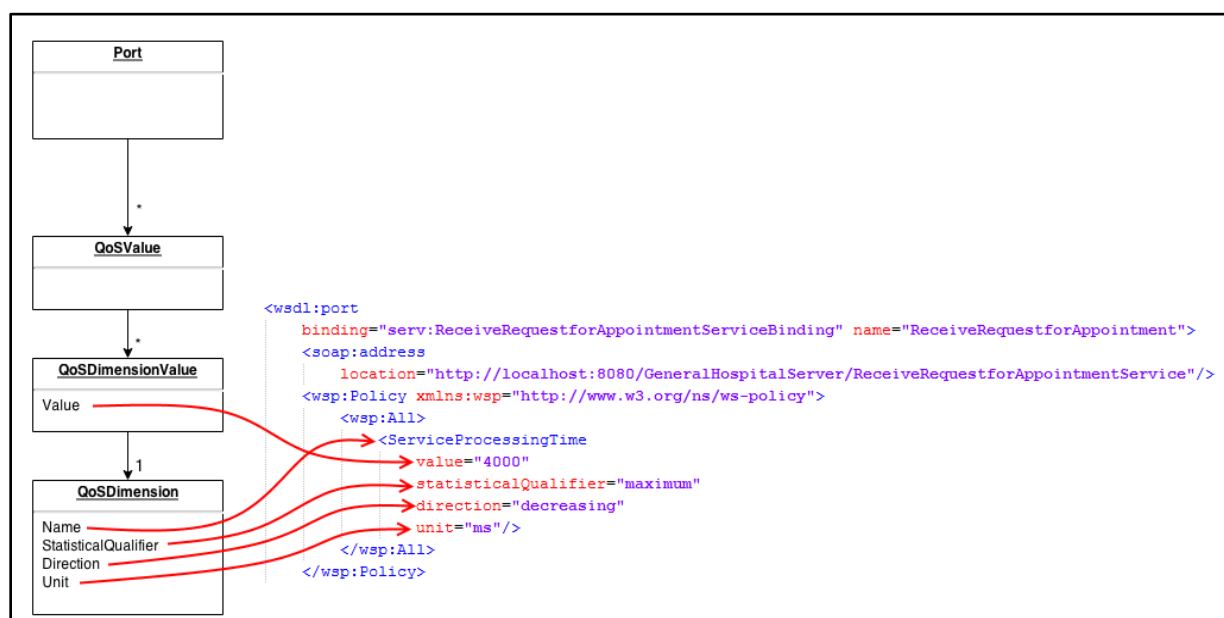 Port
*
QoSValue
*
QoSDimensionValue
Value
1
QoSDimension
Name
StatisticalQualifier
Direction
Unit
<wsdl:port
binding="serv:ReceiveRequestforAppointmentServiceBinding" name="ReceiveRequestforAppointment">
<soap:address
location="http://localhost:8080/GeneralHospitalServer/ReceiveRequestforAppointmentService"/>
<wsp:Policy xmlns:wsp="http://www.w3.org/ns/ws-policy">
<wsp:All>
<ServiceProcessingTime
value="4000"
statisticalQualifier="maximum"
direction="decreasing"
unit="ms"/>
</wsp:All>
</wsp:Policy>